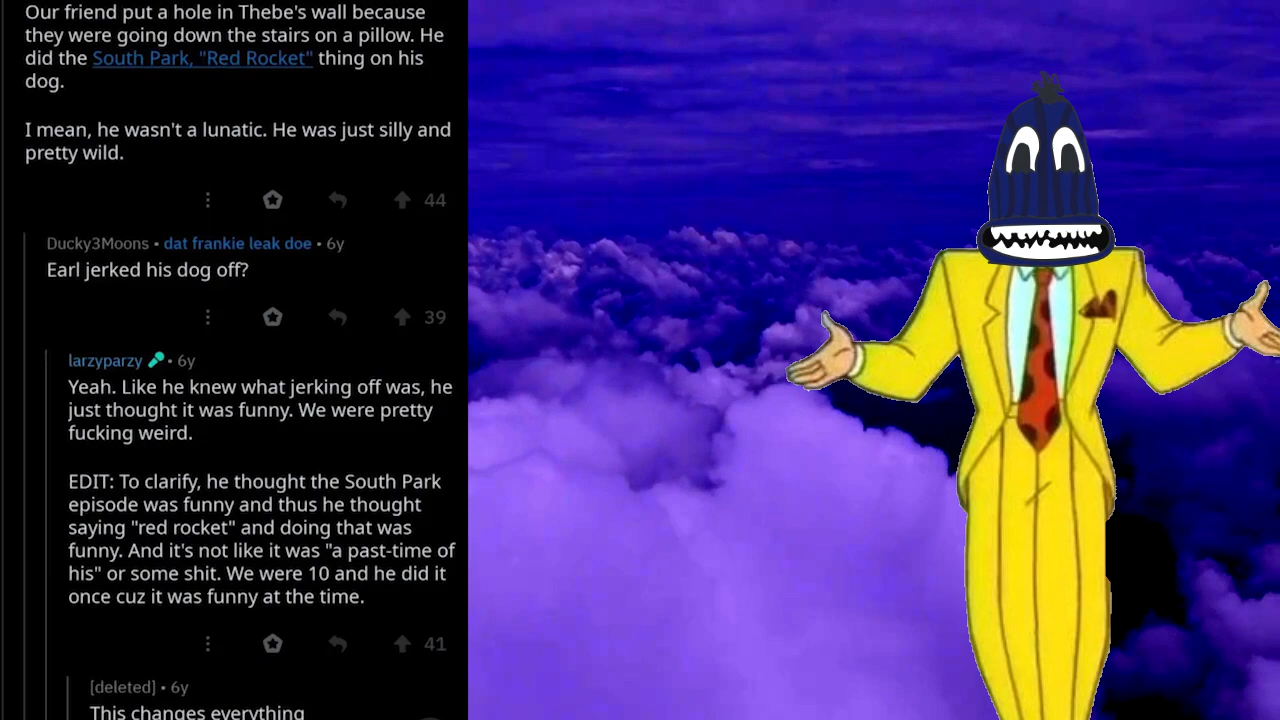 Our friend put a hole in Thebe's wall because
they were going down the stairs on a pillow. He
did the South Park, "Red Rocket" thing on his
dog.
I mean, he wasn't a lunatic. He was just silly and
pretty wild.
44
Ducky3Moons • dat frankie leak doe • 6y
Earl jerked his dog off?
39
larzyparzy • 6y
Yeah. Like he knew what jerking off was, he
just thought it was funny. We were pretty
fucking weird.
EDIT: To clarify, he thought the South Park
episode was funny and thus he thought
saying "red rocket" and doing that was
funny. And it's not like it was "a past-time of
his" or some shit. We were 10 and he did it
once cuz it was funny at the time.
41
[deleted] • 6y
This changes everything